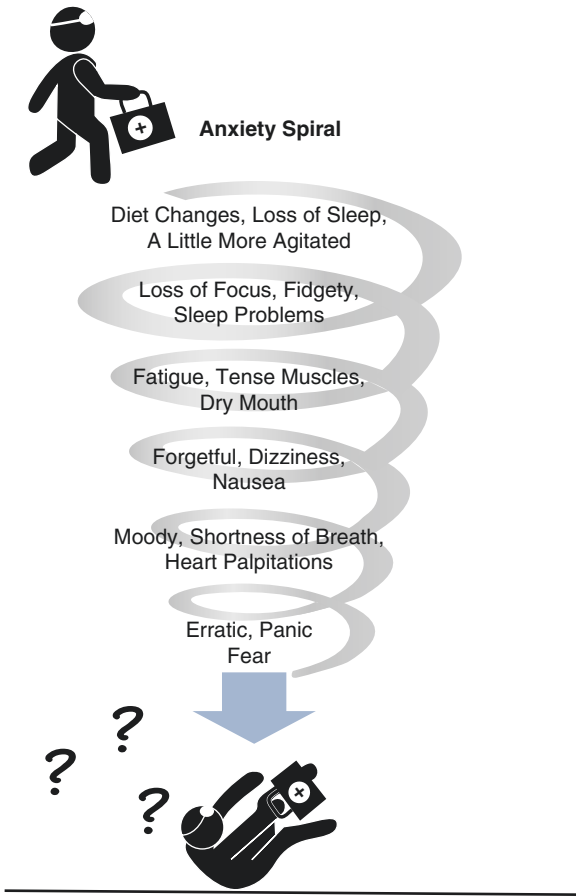 Anxiety Spiral
Diet Changes, Loss of Sleep,
A Little More Agitated
Loss of Focus, Fidgety,
Sleep Problems
Fatigue, Tense Muscles,
Dry Mouth
Forgetful, Dizziness,
Nausea
Moody, Shortness of Breath,
Heart Palpitations
Erratic, Panic
Fear
?
?
?